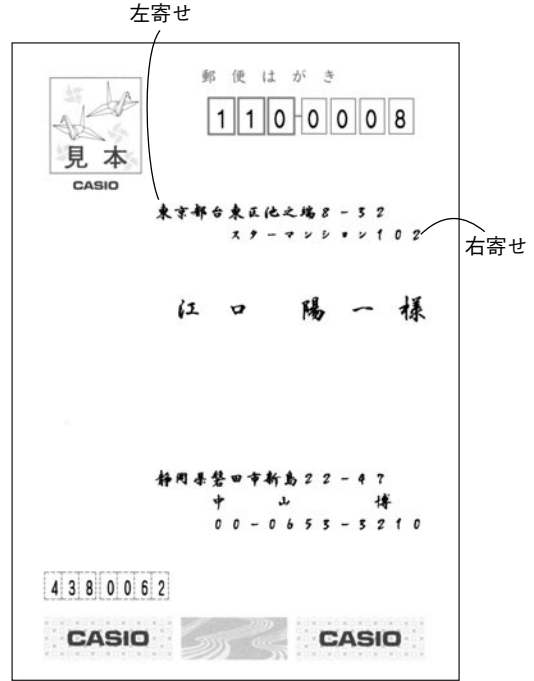 左寄せ
郵便はがき
110-0008
見本
CASIO
東京都台東区池之端8-32
スターマンション102
右寄せ
江口 陽一様
静岡県磐田市新島22-47
中山 博
00-0653-3210
4380062
CASIO CASIO